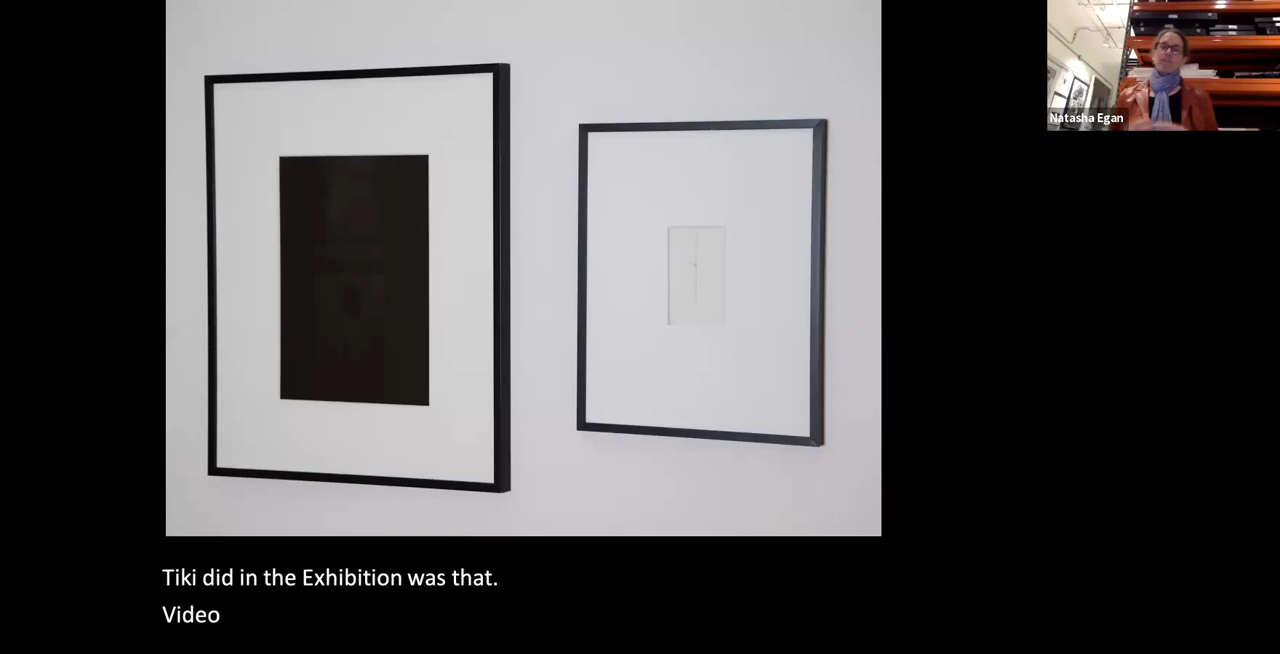 Natasha Egan
Tiki did in the Exhibition was that.
Video